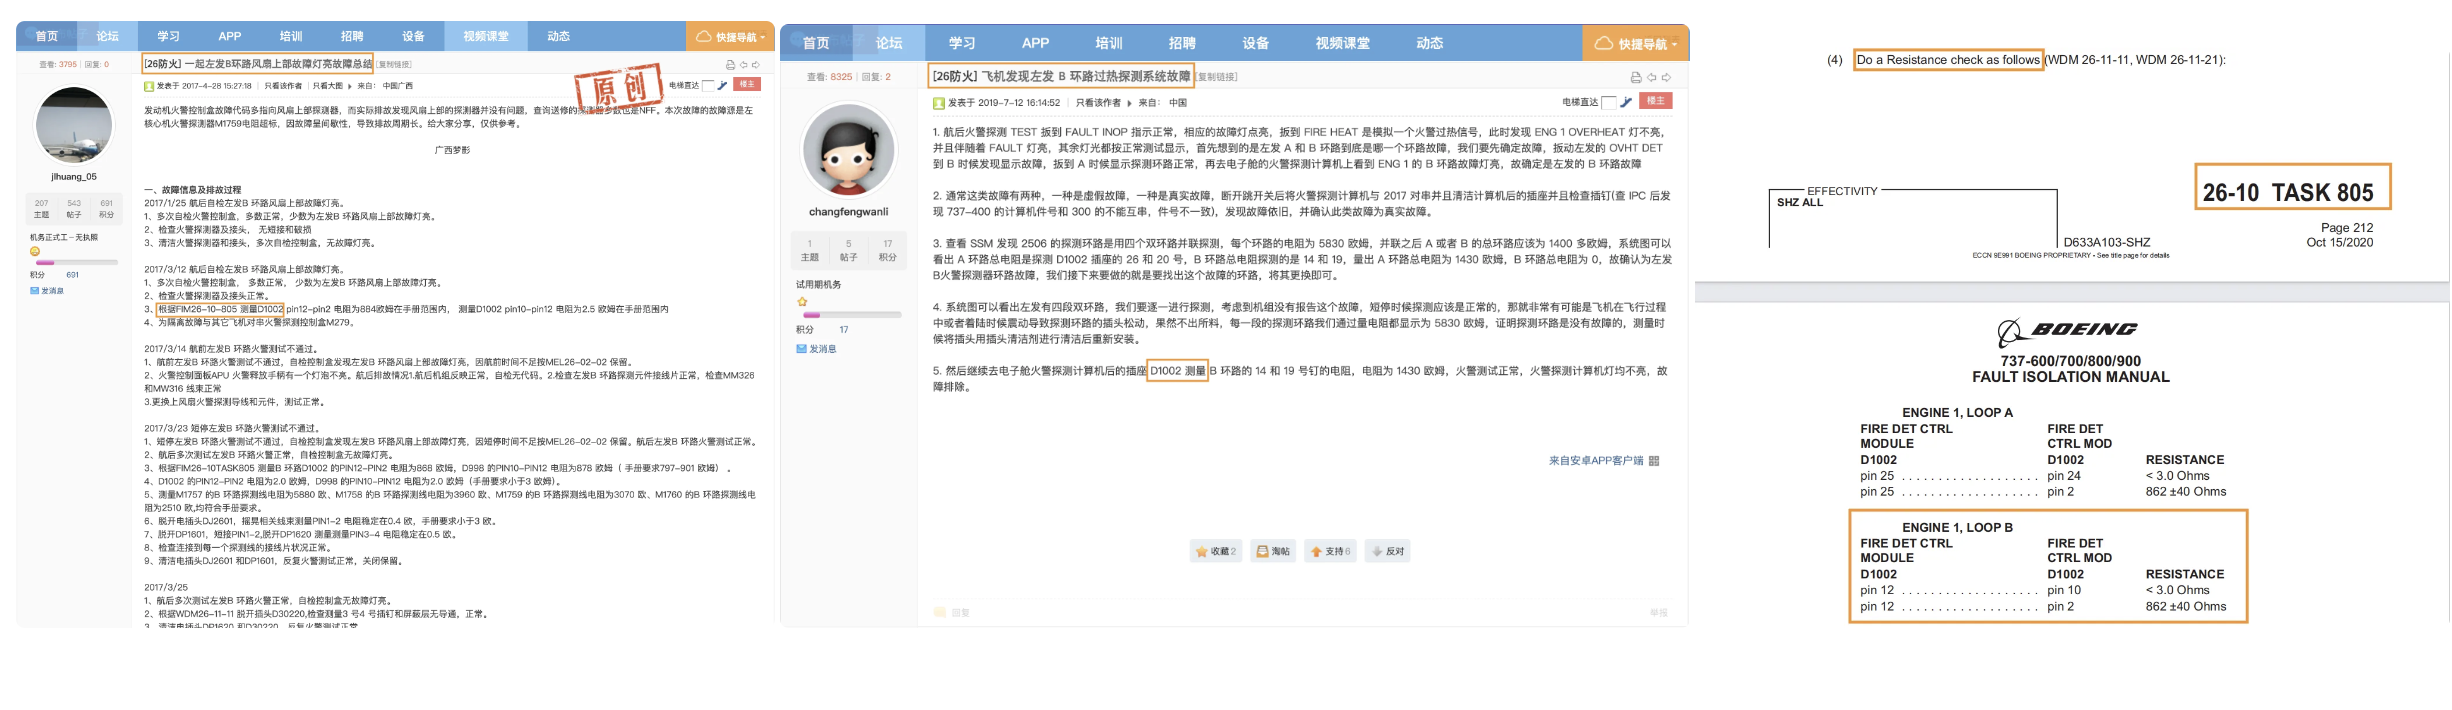 首页 论坛 学习 APP 培训 招聘 设备 视频课堂 动态 快捷导航
查看: 3795 | 回复: 0
[26防火] 一起左发B环路风扇上部故障灯亮故障总结 [复制链接]
发表于 2017-4-28 15:27:18 | 只看该作者 只看大图 来自: 中国广西
电梯直达 楼主
原创
发动机火警控制盒故障代码多指向风扇上部探测器，而实际排故发现风扇上部的探测器并没有问题，查询送修的探测器多数也是NFF。本次故障的故障源是左
核心机火警探测器M1759电阻超标，因故障呈间歇性，导致排故周期长。给大家分享，仅供参考。
广西梦影
jlhuang_05
207 543 691
主题 帖子 积分
机务正式工－无执照
积分 691
发消息
一、故障信息及排故过程
2017/1/25 航后自检左发B 环路风扇上部故障灯亮。
1、多次自检火警控制盒，多数正常，少数为左发B 环路风扇上部故障灯亮。
2、检查火警探测器及接头， 无短接和破损
3、清洁火警探测器和接头，多次自检控制盒，无故障灯亮。
2017/3/12 航后自检左发B 环路风扇上部故障灯亮。
1、多次自检火警控制盒， 多数正常， 少数为左发B 环路风扇上部故障灯亮。
2、检查火警探测器及接头正常。
3、根据FIM26-10-805 测量D1002 pin12-pin2 电阻为884欧姆在手册范围内， 测量D1002 pin10-pin12 电阻为2.5 欧姆在手册范围内
4、为隔离故障与其它飞机对串火警探测控制盒M279。
2017/3/14 航前左发B 环路火警测试不通过。
1、航前左发B 环路火警测试不通过，自检控制盒发现左发B 环路风扇上部故障灯亮，因航前时间不足按MEL26-02-02 保留。
2、火警控制面板APU 火警释放手柄有一个灯泡不亮。航后排故情况1.航后机组反映正常，自检无代码。2.检查左发B 环路探测元件接线片正常，检查MM326
和MW316 线束正常
3.更换上风扇火警探测导线和元件，测试正常。
2017/3/23 短停左发B 环路火警测试不通过。
1、短停左发B 环路火警测试不通过，自检控制盒发现左发B 环路风扇上部故障灯亮，因短停时间不足按MEL26-02-02 保留。航后左发B 环路火警测试正常。
2、航后多次测试左发B 环路火警正常，自检控制盒无故障灯亮。
3、根据FIM26-10TASK805 测量B 环路D1002 的PIN12-PIN2 电阻为868 欧姆，D998 的PIN10-PIN12 电阻为878 欧姆（ 手册要求797-901 欧姆） 。
4、D1002 的PIN12-PIN2 电阻为2.0 欧姆，D998 的PIN10-PIN12 电阻为2.0 欧姆（手册要求小于3 欧姆）。
5、测量M1757 的B 环路探测线电阻为5880 欧、M1758 的B 环路探测线电阻为3960 欧、M1759 的B 环路探测线电阻为3070 欧、M1760 的B 环路探测线电
阻为2510 欧,均符合手册要求。
6、脱开电插头DJ2601，摇晃相关线束测量PIN1-2 电阻稳定在0.4 欧，手册要求小于3 欧。
7、脱开DP1601，短接PIN1-2,脱开DP1620 测量测量PIN3-4 电阻稳定在0.5 欧。
8、检查连接到每一个探测线的接线片状况正常。
9、清洁电插头DJ2601 和DP1601，反复火警测试正常，关闭保留。
2017/3/25
1、航后多次测试左发B 环路火警正常，自检控制盒无故障灯亮。
2、根据WDM26-11-11 脱开插头D30220,检查测量3 号4 号插钉和屏蔽层无导通，正常。
3、清洁电插头DP1620 和D30220，反复火警测试正常
首页 论坛 学习 APP 培训 招聘 设备 视频课堂 动态 快捷导航
查看: 8325 | 回复: 2
[26防火] 飞机发现左发 B 环路过热探测系统故障 [复制链接]
发表于 2019-7-12 16:14:52 | 只看该作者 来自: 中国
电梯直达 楼主
changfengwanli
1 5 17
主题 帖子 积分
试用期机务
积分 17
发消息
1. 航后火警探测 TEST 扳到 FAULT INOP 指示正常，相应的故障灯点亮，扳到 FIRE HEAT 是模拟一个火警过热信号，此时发现 ENG 1 OVERHEAT 灯不亮，
并且伴随着 FAULT 灯亮，其余灯光都按正常测试显示，首先想到的是左发 A 和 B 环路到底是哪一个环路故障，我们要先确定故障，扳动左发的 OVHT DET
到 B 时候发现显示故障，扳到 A 时候显示探测环路正常，再去电子舱的火警探测计算机上看到 ENG 1 的 B 环路故障灯亮，故确定是左发的 B 环路故障
2. 通常这类故障有两种，一种是虚假故障，一种是真实故障，断开跳开关后将火警探测计算机与 2017 对串并且清洁计算机后的插座并且检查插钉(查 IPC 后发
现 737-400 的计算机件号和 300 的不能互串，件号不一致)，发现故障依旧，并确认此类故障为真实故障。
3. 查看 SSM 发现 2506 的探测环路是用四个双环路并联探测，每个环路的电阻为 5830 欧姆，并联之后 A 或者 B 的总环路应该为 1400 多欧姆，系统图可以
看出 A 环路总电阻是探测 D1002 插座的 26 和 20 号，B 环路总电阻探测的是 14 和 19，量出 A 环路总电阻为 1430 欧姆，B 环路总电阻为 0，故确认为左发
B火警探测器环路故障，我们接下来要做的就是要找出这个故障的环路，将其更换即可。
4. 系统图可以看出左发有四段双环路，我们要逐一进行探测，考虑到机组没有报告这个故障，短停时候探测应该是正常的，那就非常有可能是飞机在飞行过程
中或者着陆时候震动导致探测环路的插头松动，果然不出所料，每一段的探测环路我们通过量电阻都显示为 5830 欧姆，证明探测环路是没有故障的，测量时
候将插头用插头清洁剂进行清洁后重新安装。
5. 然后继续去电子舱火警探测计算机后的插座 D1002 测量 B 环路的 14 和 19 号钉的电阻，电阻为 1430 欧姆，火警测试正常，火警探测计算机灯均不亮，故
障排除。
来自安卓APP客户端
收藏 2 淘帖 支持 6 反对
回复 举报
(4) Do a Resistance check as follows (WDM 26-11-11, WDM 26-11-21):
EFFECTIVITY
SHZ ALL
26-10 TASK 805
Page 212
D633A103-SHZ Oct 15/2020
ECCN 9E991 BOEING PROPRIETARY - See title page for details
BOEING
737-600/700/800/900
FAULT ISOLATION MANUAL
ENGINE 1, LOOP A
FIRE DET CTRL FIRE DET
MODULE CTRL MOD
D1002 D1002 RESISTANCE
pin 25 . . . . . . . . . . . . . . . . . . . . pin 24 < 3.0 Ohms
pin 25 . . . . . . . . . . . . . . . . . . . . pin 2 862 ±40 Ohms
ENGINE 1, LOOP B
FIRE DET CTRL FIRE DET
MODULE CTRL MOD
D1002 D1002 RESISTANCE
pin 12 . . . . . . . . . . . . . . . . . . . . pin 10 < 3.0 Ohms
pin 12 . . . . . . . . . . . . . . . . . . . . pin 2 862 ±40 Ohms